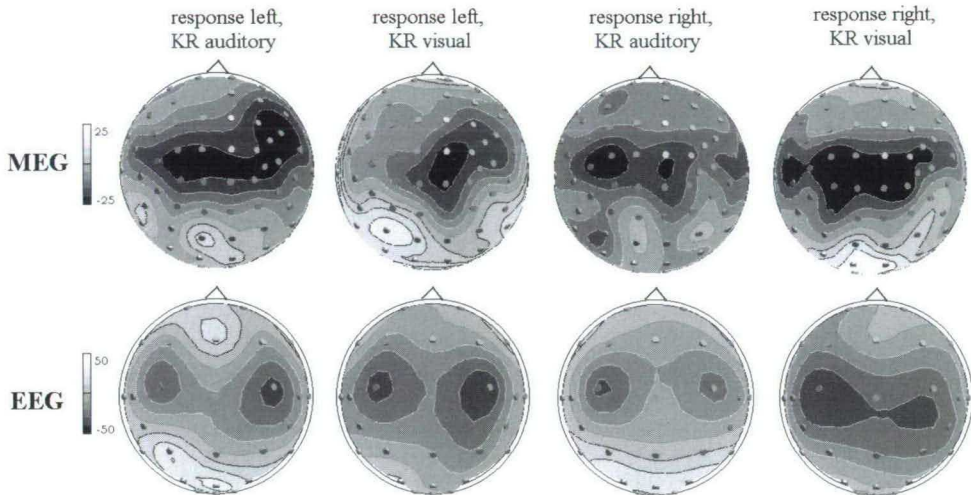 response left,
KR auditory
response left,
KR visual
response right,
KR auditory
response right,
KR visual
MEG
25
-25
EEG
50
-50